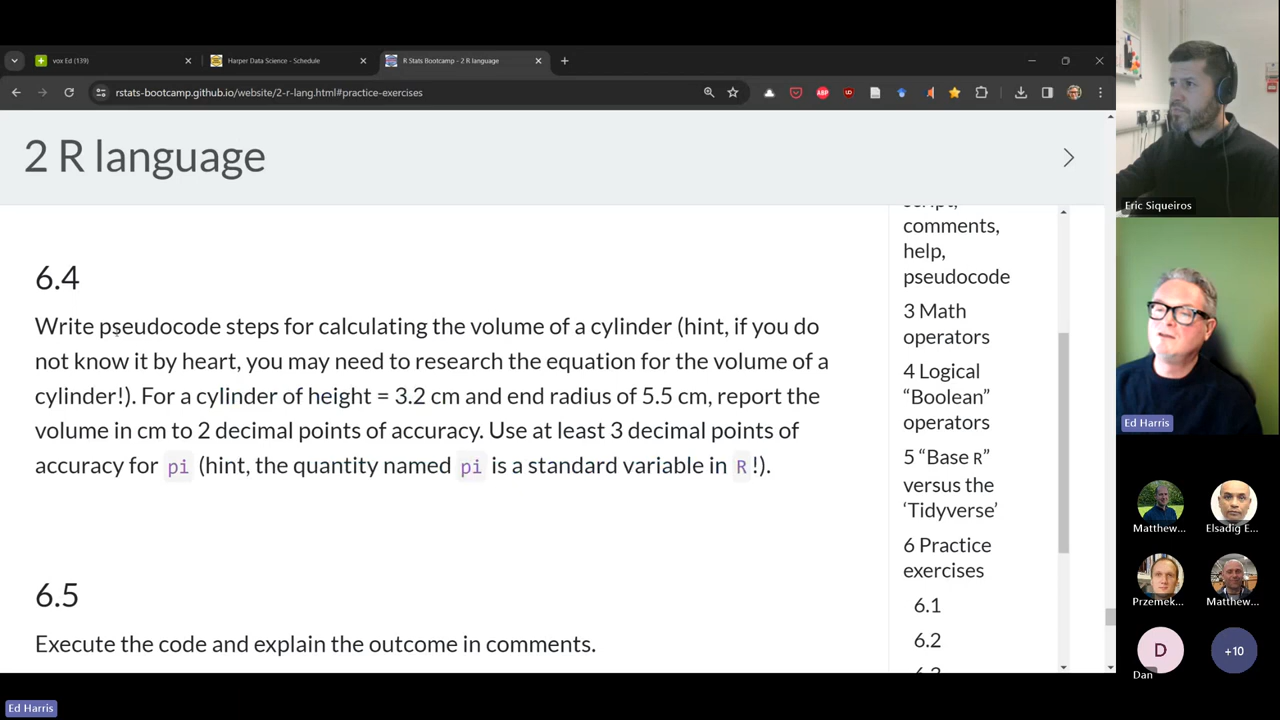 vox Ed (139)
Harper Data Science - Schedule
R Stats Bootcamp - 2 R language
rstats-bootcamp.github.io/website/2-r-lang.html#practice-exercises
2 R language
6.4
Write pseudocode steps for calculating the volume of a cylinder (hint, if you do
not know it by heart, you may need to research the equation for the volume of a
cylinder!). For a cylinder of height = 3.2 cm and end radius of 5.5 cm, report the
volume in cm to 2 decimal points of accuracy. Use at least 3 decimal points of
accuracy for pi (hint, the quantity named pi is a standard variable in R !).
6.5
Execute the code and explain the outcome in comments.
script,
comments,
help,
pseudocode
3 Math
operators
4 Logical
“Boolean”
operators
5 “Base R”
versus the
‘Tidyverse’
6 Practice
exercises
6.1
6.2
6.3
Eric Siqueiros
Ed Harris
Matthew...
Elsadig E...
Przemek...
Matthew...
D
Dan
+10
Ed Harris